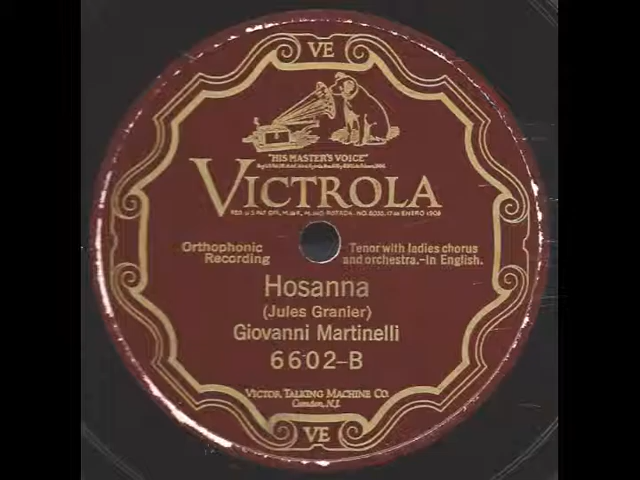 VE
"HIS MASTER'S VOICE"
VICTROLA
Orthophonic
Recording
Tenor with ladies chorus
and orchestra.-In English.
Hosanna
(Jules Granier)
Giovanni Martinelli
6602-B
VICTOR TALKING MACHINE CO.
Camden, N.J.
VE